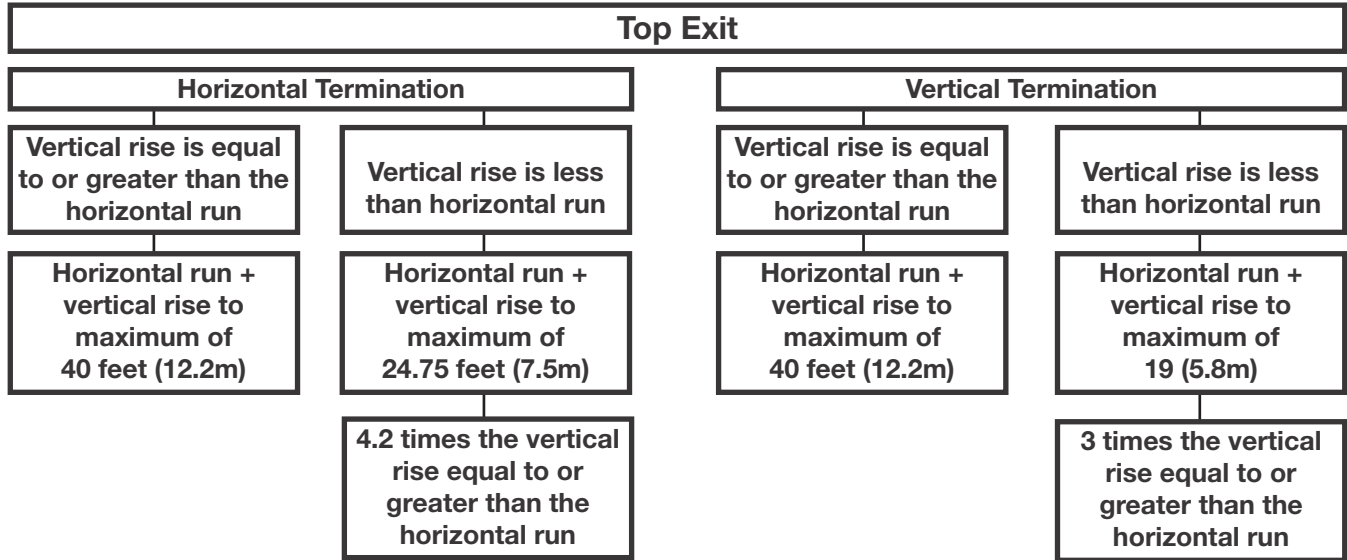 Top Exit
Horizontal Termination
Vertical rise is equal
to or greater than the
horizontal run
Horizontal run +
vertical rise to
maximum of
40 feet (12.2m)
Vertical rise is less
than horizontal run
Horizontal run +
vertical rise to
maximum of
24.75 feet (7.5m)
4.2 times the vertical
rise equal to or
greater than the
horizontal run
Vertical Termination
Vertical rise is equal
to or greater than the
horizontal run
Horizontal run +
vertical rise to
maximum of
40 feet (12.2m)
Vertical rise is less
than horizontal run
Horizontal run +
vertical rise to
maximum of
19 (5.8m)
3 times the vertical
rise equal to or
greater than the
horizontal run